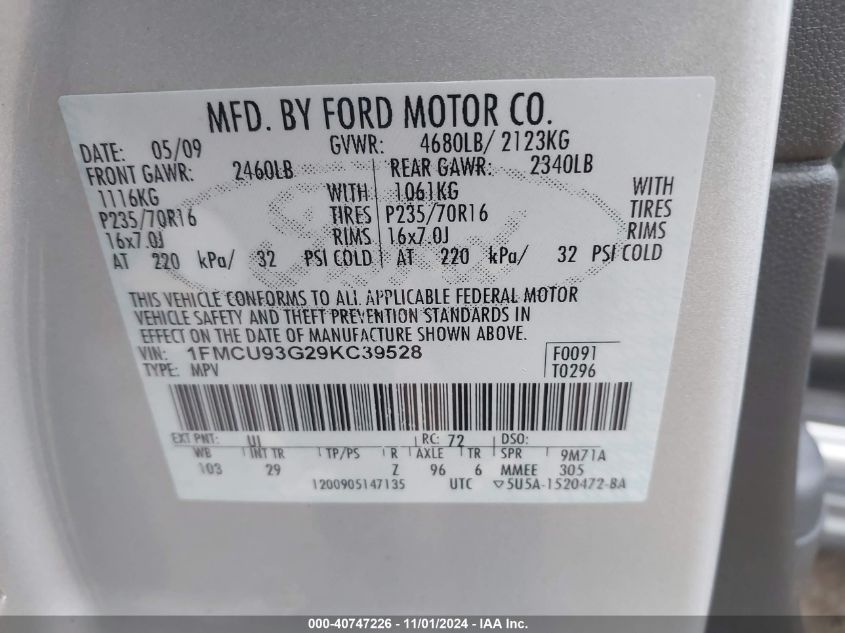 MFD. BY FORD MOTOR CO.
DATE: 05/09 GVWR: 4680LB/ 2123KG
FRONT GAWR: 2460LB REAR GAWR: 2340LB
1116KG WITH 1061KG WITH
P235/70R16 TIRES P235/70R16 TIRES
16x7.0J RIMS 16x7.0J RIMS
AT 220 kPa/ 32 PSI COLD AT 220 kPa/ 32 PSI COLD
THIS VEHICLE CONFORMS TO ALL APPLICABLE FEDERAL MOTOR
VEHICLE SAFETY AND THEFT PREVENTION STANDARDS IN
EFFECT ON THE DATE OF MANUFACTURE SHOWN ABOVE.
VIN: 1FMCU93G29KC39528 F0091
TYPE: MPV T0296
EXT PNT: UI RC: 72 DSO:
WB INT TR TP/PS R AXLE TR SPR 9M71A
103 29 Z 96 6 MMEE 305
1200905147135 UTC ▽5U5A-1520472-BA
000-40747226 - 11/01/2024 - IAA Inc.